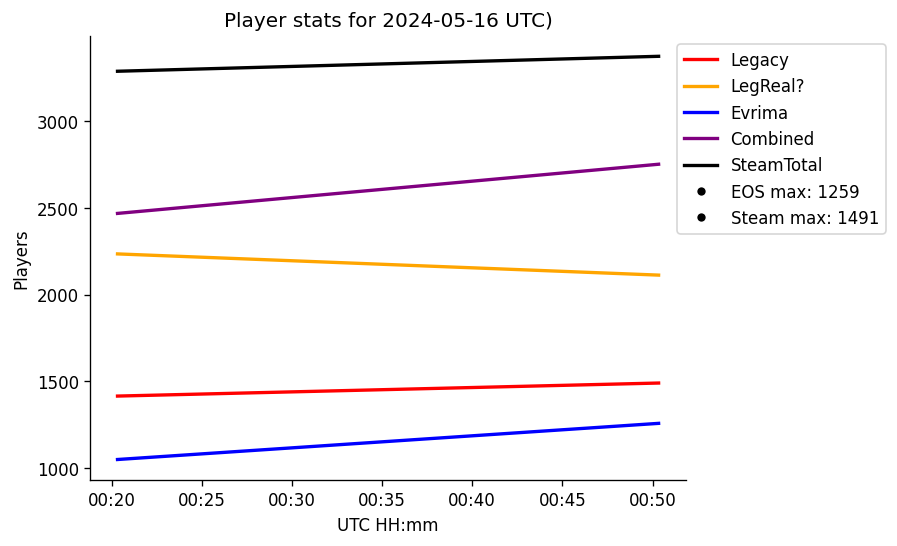 Player stats for 2024-05-16 UTC)
Legacy
LegReal?
Evrima
Combined
SteamTotal
EOS max: 1259
Steam max: 1491
Players
3000
2500
2000
1500
1000
00:20 00:25 00:30 00:35 00:40 00:45 00:50
UTC HH:mm